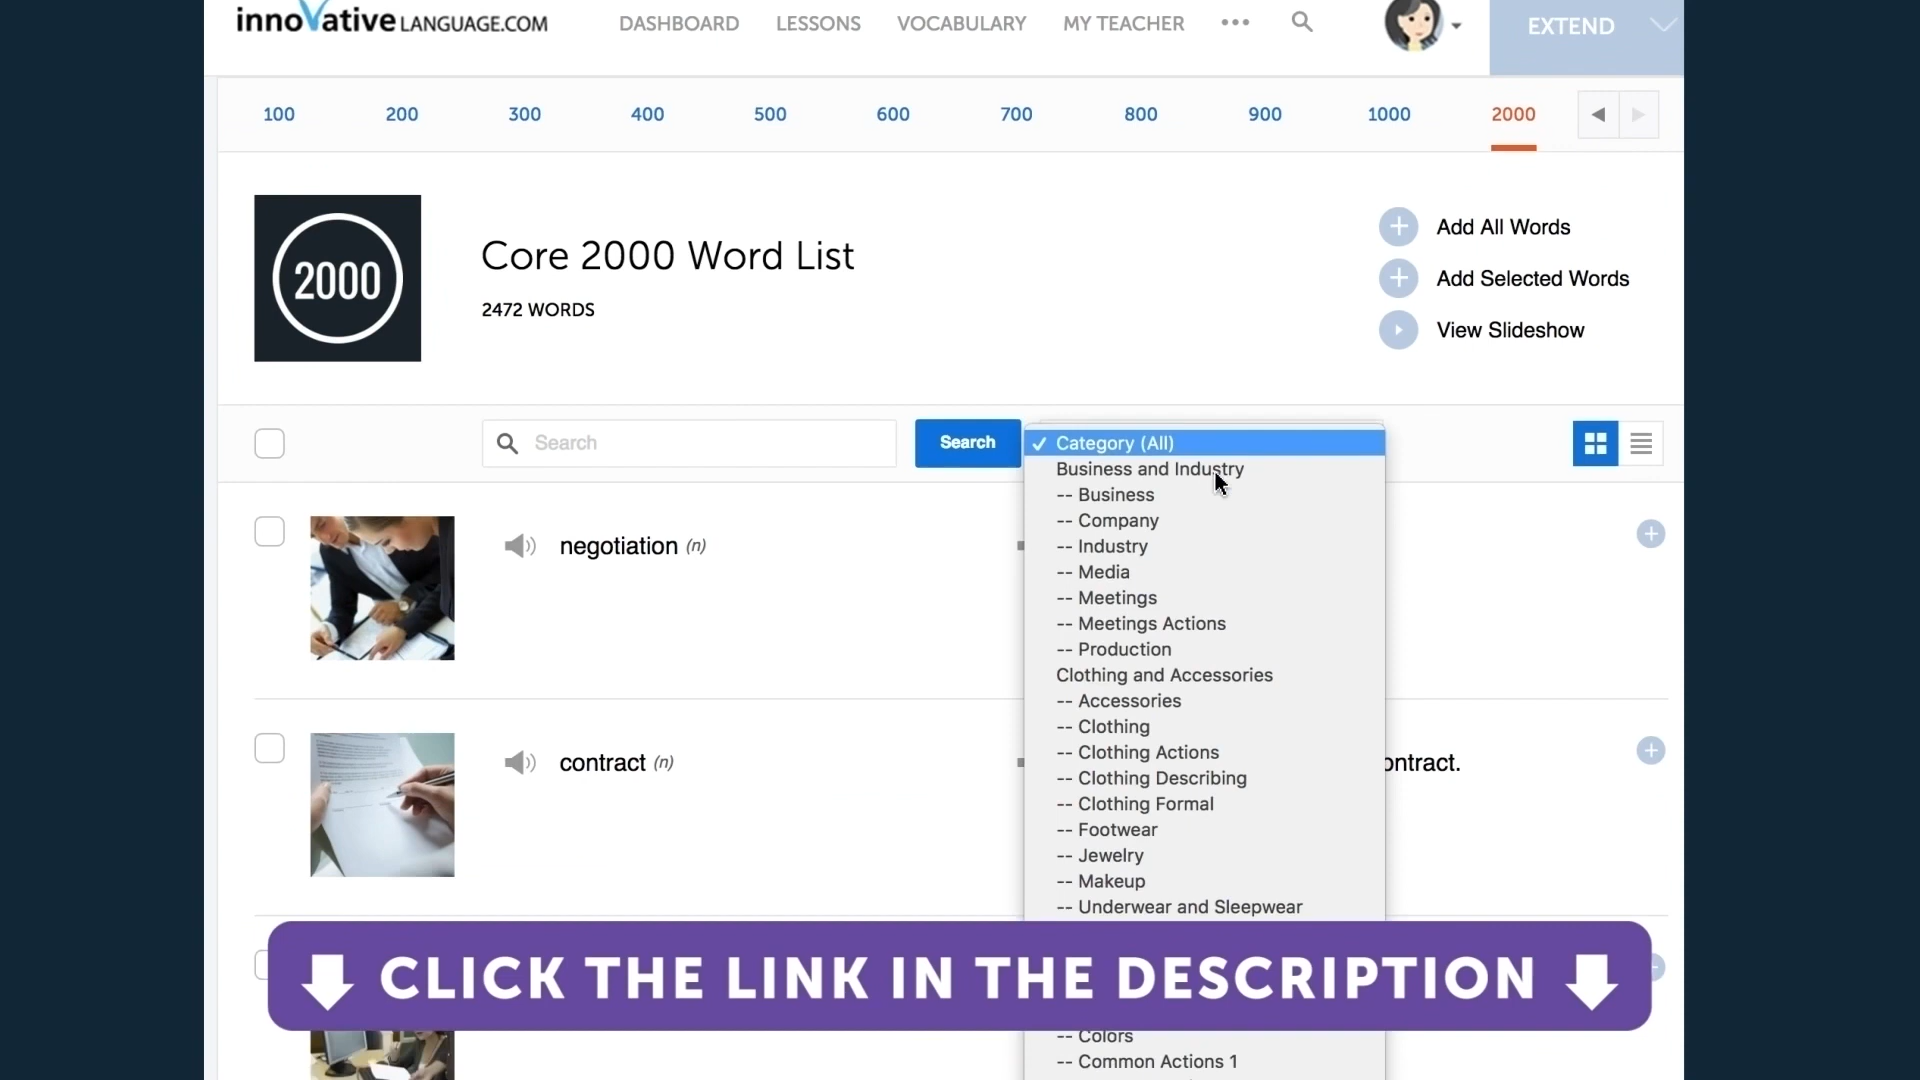 innoVative LANGUAGE.COM
DASHBOARD LESSONS VOCABULARY MY TEACHER ••• EXTEND
100 200 300 400 500 600 700 800 900 1000 2000
2000
Core 2000 Word List
2472 WORDS
Add All Words
Add Selected Words
View Slideshow
Search
Search
✓ Category (All)
Business and Industry
-- Business
-- Company
-- Industry
-- Media
-- Meetings
-- Meetings Actions
-- Production
Clothing and Accessories
-- Accessories
-- Clothing
-- Clothing Actions
-- Clothing Describing
-- Clothing Formal
-- Footwear
-- Jewelry
-- Makeup
-- Underwear and Sleepwear
-- Colors
-- Common Actions 1
negotiation (n)
contract (n)
ontract.
CLICK THE LINK IN THE DESCRIPTION